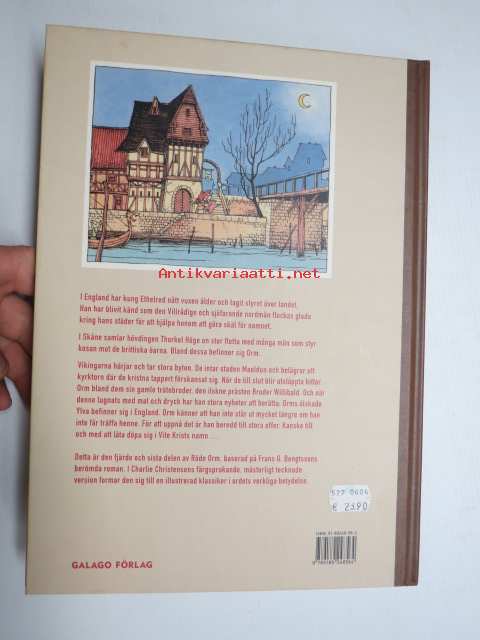 Antikvariaatti.net
I England har kung Ethelred nått vuxen ålder och tagit styret över landet.
Han har blivit känd som den Villrådige och sjöfarande nordmän flockas glada
kring hans städer för att hjälpa honom att göra skäl för namnet.
I Skåne samlar hövdingen Thorkel Höge en stor flotta med många män som styr
kosan mot de brittiska öarna. Bland dessa befinner sig Orm.
Vikingarna härjar och tar stora byten. De intar staden Maeldun och belägrar ett
kyrktorn där de kristna tappert förskansat sig. När de till slut blir utsläppta hittar
Orm bland dem sin gamle trätobroder, den ilskne prästen Broder Willibald. Och när
denne lugnats med mat och dryck har han stora nyheter att berätta: Orms älskade
Ylva befinner sig i England. Orm känner att han inte står ut mycket längre om han
inte får träffa henne. För att uppnå det är han beredd till stora offer. Kanske till
och med att låta döpa sig i Vite Krists namn . . .
Detta är den fjärde och sista delen av Röde Orm, baserad på Frans G. Bengtssons
berömda roman. I Charlie Christensens färgsprakande, mästerligt tecknade
version formar den sig till en illustrerad klassiker i ordets verkliga betydelse.
577 0604
€ 25.90
GALAGO FÖRLAG